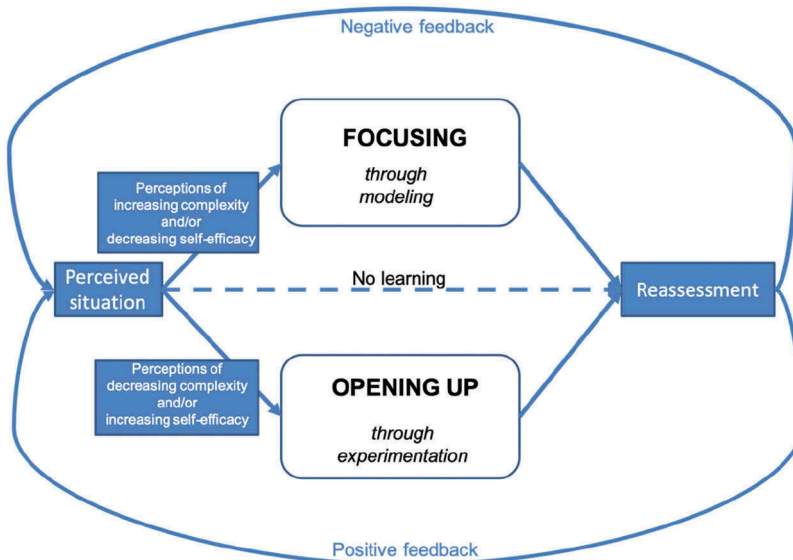 Negative feedback
FOCUSING
through
modeling
Perceptions of
increasing complexity
and/or
decreasing self-efficacy
Perceived
situation
No learning
Reassessment
Perceptions of
decreasing complexity
and/or
increasing self-efficacy
OPENING UP
through
experimentation
Positive feedback